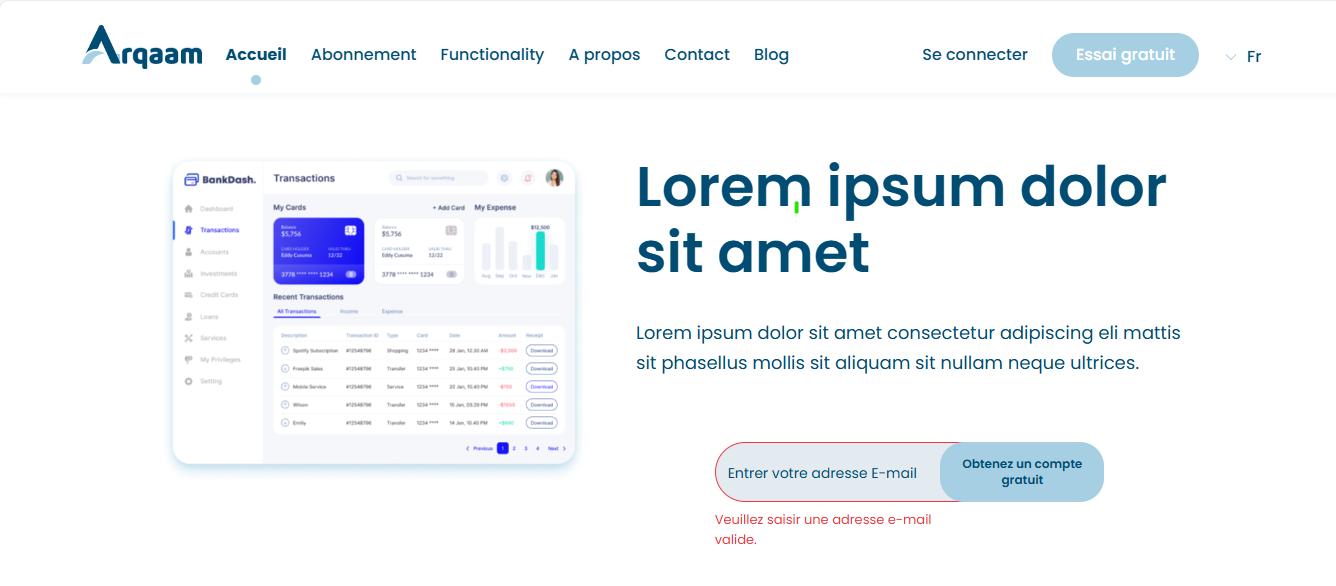 Arqaam
Accueil Abonnement Functionality A propos Contact Blog
Se connecter Essai gratuit Fr
BankDash.
Dashboard
Transactions
Accounts
Investments
Credit Cards
Loans
Services
My Privileges
Setting
Transactions
Search for something
My Cards + Add Card My Expense
Balance
$5,756
CARD HOLDER VALID THRU
Eddy Cusuma 12/22
3778 **** **** 1234
Balance
$5,756
CARD HOLDER VALID THRU
Eddy Cusuma 12/22
3778 **** **** 1234
$12,500
Aug Sep Oct Nov Dec Jan
Recent Transactions
All Transactions Income Expense
Description Transaction ID Type Card Date Amount Receipt
Spotify Subscription #12548796 Shopping 1234 **** 28 Jan, 12.30 AM -$2,500 Download
Freepik Sales #12548796 Transfer 1234 **** 25 Jan, 10.40 PM +$750 Download
Mobile Service #12548796 Service 1234 **** 20 Jan, 10.40 PM -$150 Download
Wilson #12548796 Transfer 1234 **** 15 Jan, 03.29 PM -$1050 Download
Emilly #12548796 Transfer 1234 **** 14 Jan, 10.40 PM +$840 Download
Previous 1 2 3 4 Next
Lorem ipsum dolor
sit amet
Lorem ipsum dolor sit amet consectetur adipiscing eli mattis
sit phasellus mollis sit aliquam sit nullam neque ultrices.
Entrer votre adresse E-mail
Obtenez un compte
gratuit
Veuillez saisir une adresse e-mail
valide.